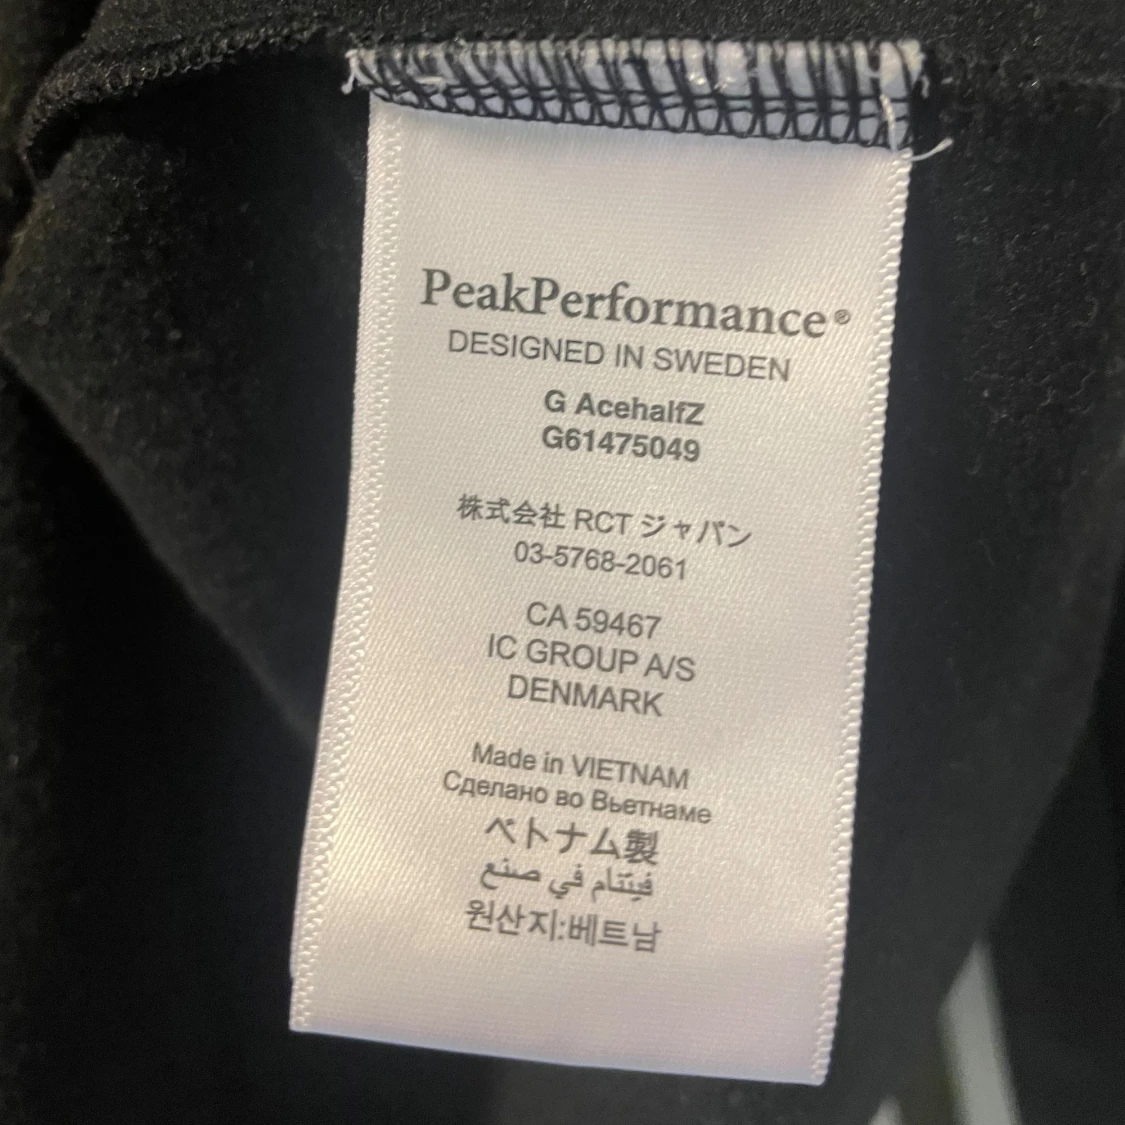 PeakPerformance®
DESIGNED IN SWEDEN
G AcehalfZ
G61475049
株式会社 RCT ジャパン
03-5768-2061
CA 59467
IC GROUP A/S
DENMARK
Made in VIETNAM
Сделано во Вьетнаме
ベトナム製
فيتنام في صنع
원산지:베트남